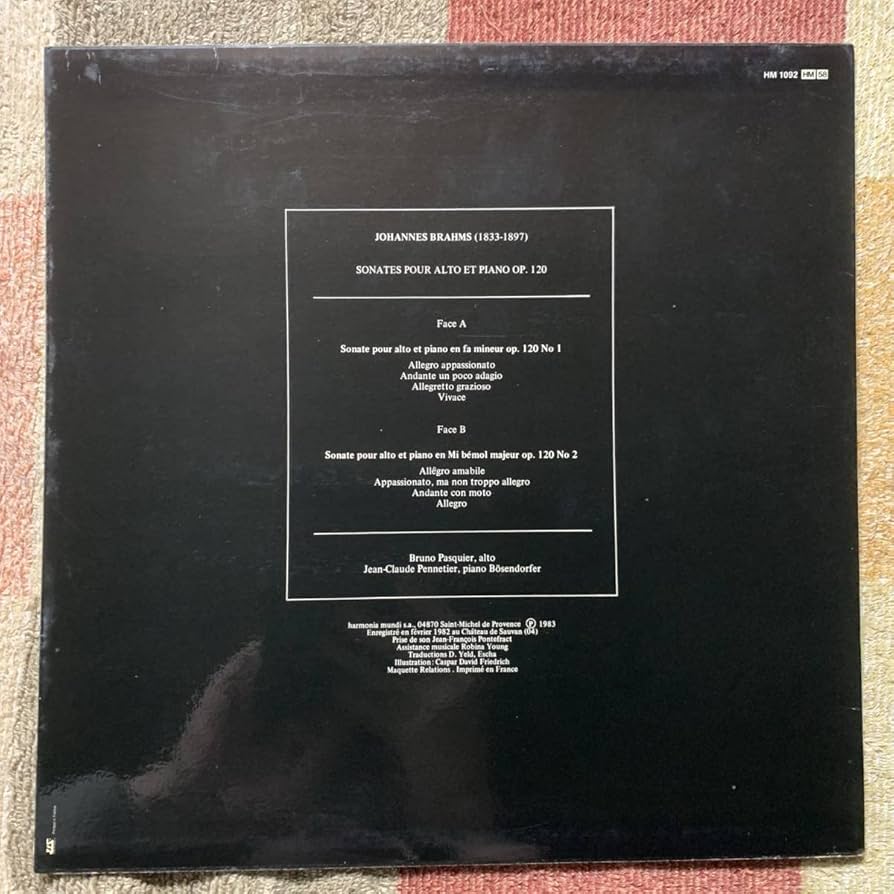 HM 1092 HM 58
JOHANNES BRAHMS (1833-1897)
SONATES POUR ALTO ET PIANO OP. 120
Face A
Sonate pour alto et piano en fa mineur op. 120 No 1
Allegro appassionato
Andante un poco adagio
Allegretto grazioso
Vivace
Face B
Sonate pour alto et piano en Mi bémol majeur op. 120 No 2
Allêgro amabile
Appassionato, ma non troppo allegro
Andante con moto
Allegro
Bruno Pasquier, alto
Jean-Claude Pennetier, piano Bösendorfer
harmonia mundi s.a., 04870 Saint-Michel de Provence Ⓟ 1983
Enregistré en février 1982 au Château de Sauvan (04)
Prise de son Jean-François Pontefract
Assistance musicale Robina Young
Traductions D. Yeld, Escha
Illustration : Caspar David Friedrich
Maquette Relations . Imprimé en France